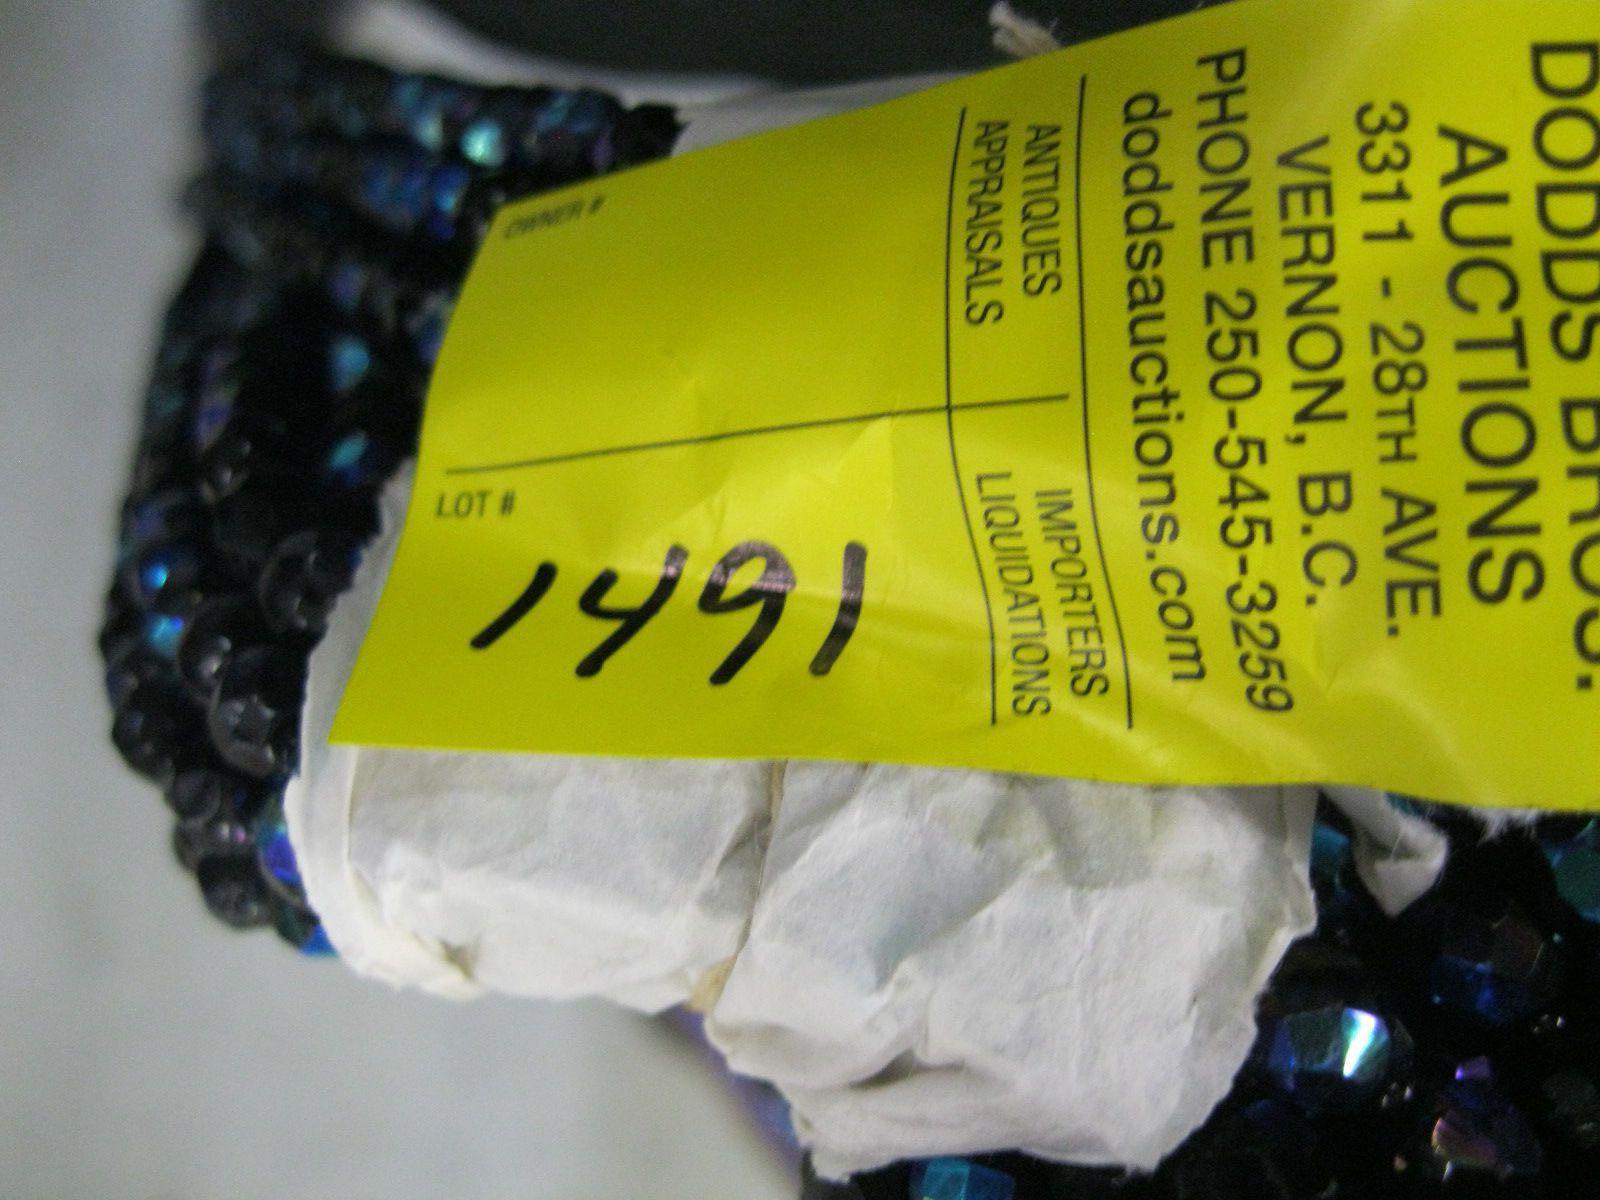 DODDS BROS.
AUCTIONS
3311 - 28TH AVE.
VERNON, B.C.
PHONE 250-545-3259
doddsauctions.com
ANTIQUES
APPRAISALS
IMPORTERS
LIQUIDATIONS
OWNER #
LOT #
1491